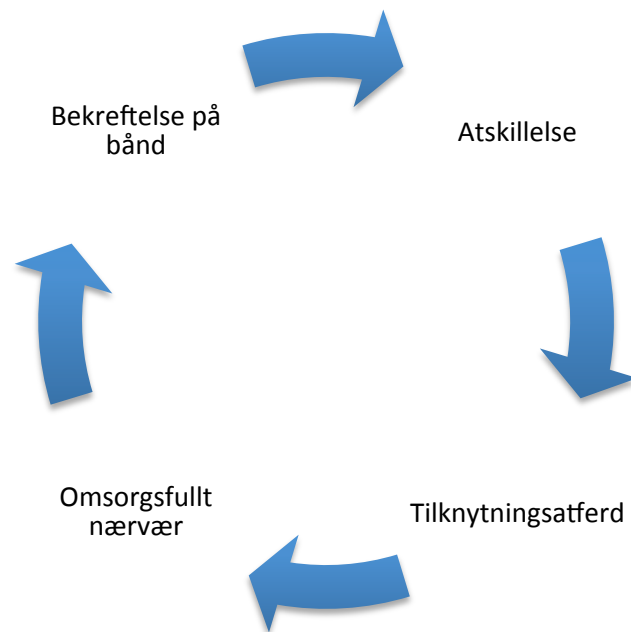 Bekreftelse på
bånd
Atskillelse
Tilknytningsatferd
Omsorgsfullt
nærvær